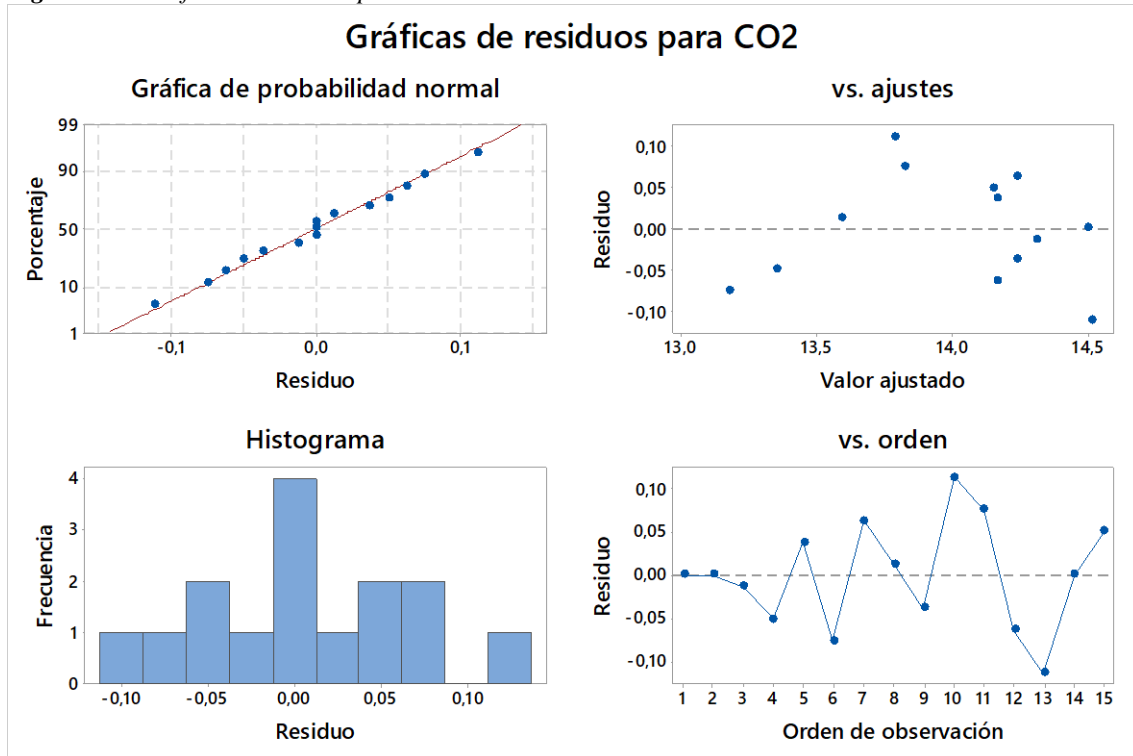 Gráficas de residuos para CO2
Gráfica de probabilidad normal
99
90
50
10
1
Porcentaje
-0,1 0,0 0,1
Residuo
vs. ajustes
0,10
0,05
0,00
-0,05
-0,10
Residuo
13,0 13,5 14,0 14,5
Valor ajustado
Histograma
4
3
2
1
0
Frecuencia
-0,10 -0,05 0,00 0,05 0,10
Residuo
vs. orden
0,10
0,05
0,00
-0,05
-0,10
Residuo
1 2 3 4 5 6 7 8 9 10 11 12 13 14 15
Orden de observación